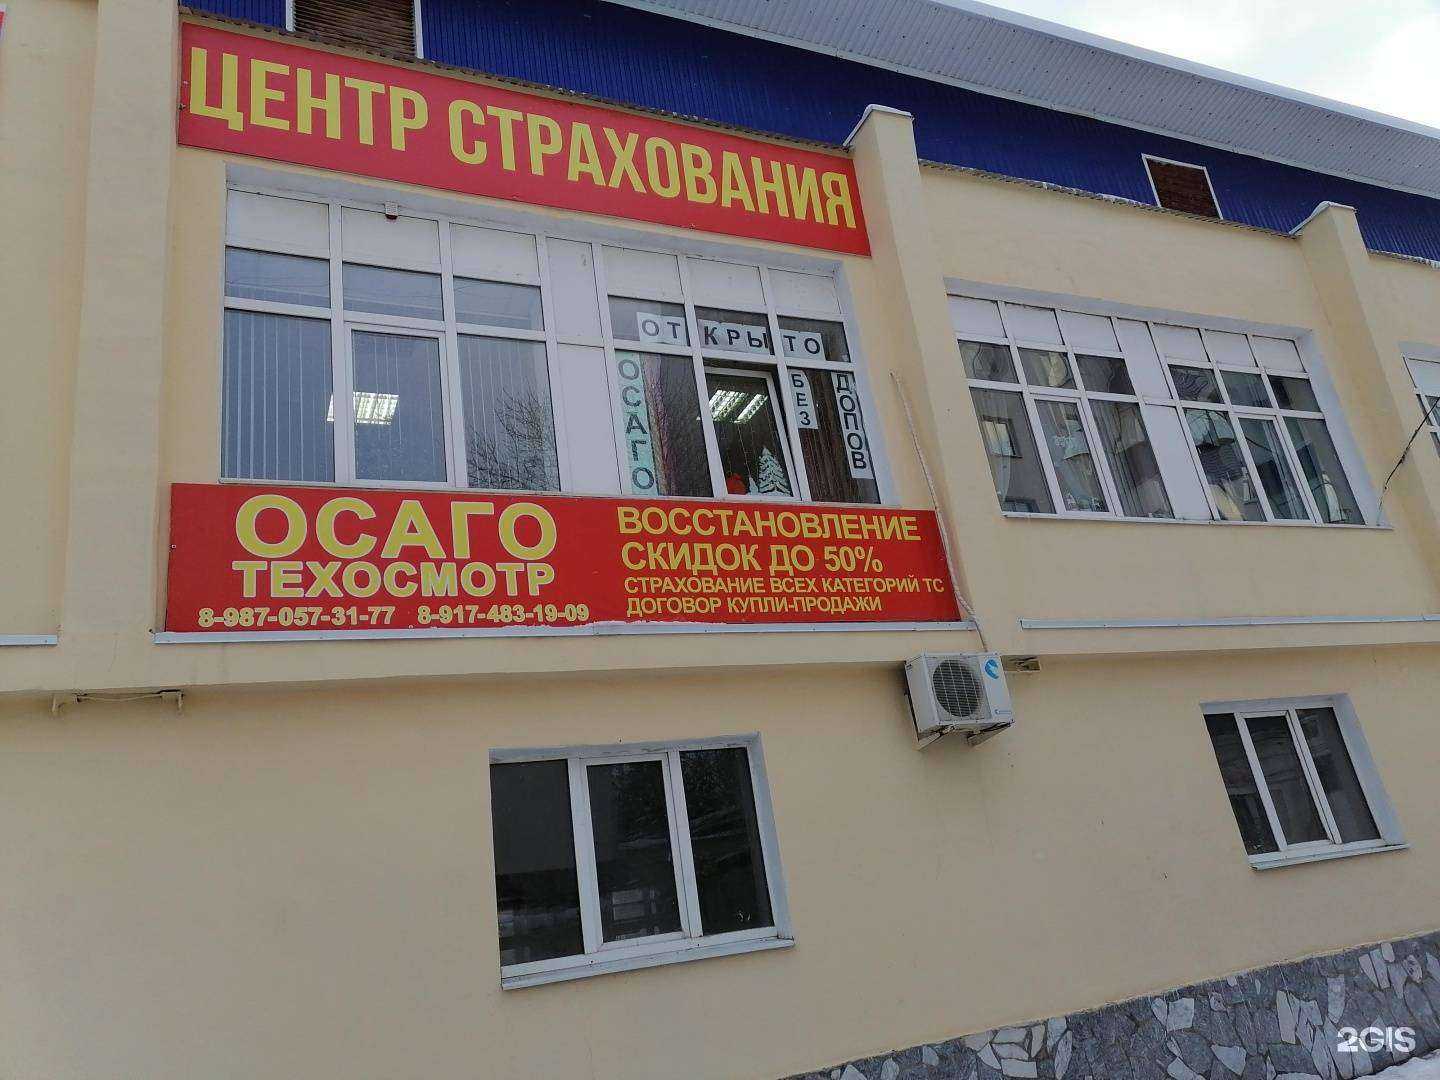 ЦЕНТР СТРАХОВАНИЯ
ОТКРЫТО
ОСАГО
БЕЗ
ДОПОВ
ОСАГО
ТЕХОСМОТР
8-987-057-31-77 8-917-483-19-09
ВОССТАНОВЛЕНИЕ
СКИДОК ДО 50%
СТРАХОВАНИЕ ВСЕХ КАТЕГОРИЙ ТС
ДОГОВОР КУПЛИ-ПРОДАЖИ
2GIS